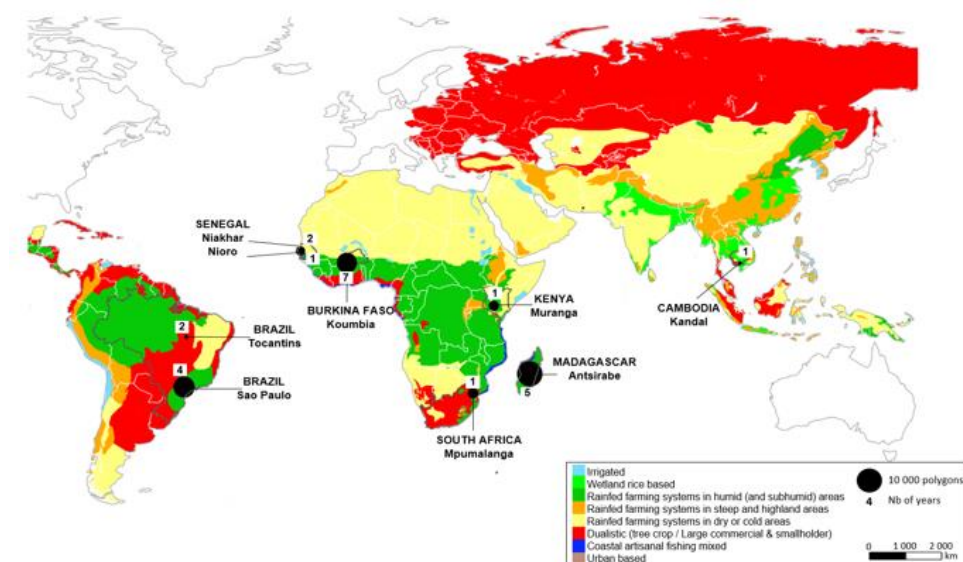 SENEGAL
Niakhar
Nioro
2
1
7
BURKINA FASO
Koumbia
1
KENYA
Muranga
1
CAMBODIA
Kandal
2
BRAZIL
Tocantins
4
BRAZIL
Sao Paulo
MADAGASCAR
Antsirabe
5
1
SOUTH AFRICA
Mpumalanga
Irrigated
Wetland rice based
Rainfed farming systems in humid (and subhumid) areas
Rainfed farming systems in steep and highland areas
Rainfed farming systems in dry or cold areas
Dualistic (tree crop / Large commercial & smallholder)
Coastal artisanal fishing mixed
Urban based
10 000 polygons
4 Nb of years
0 1 000 2 000
km